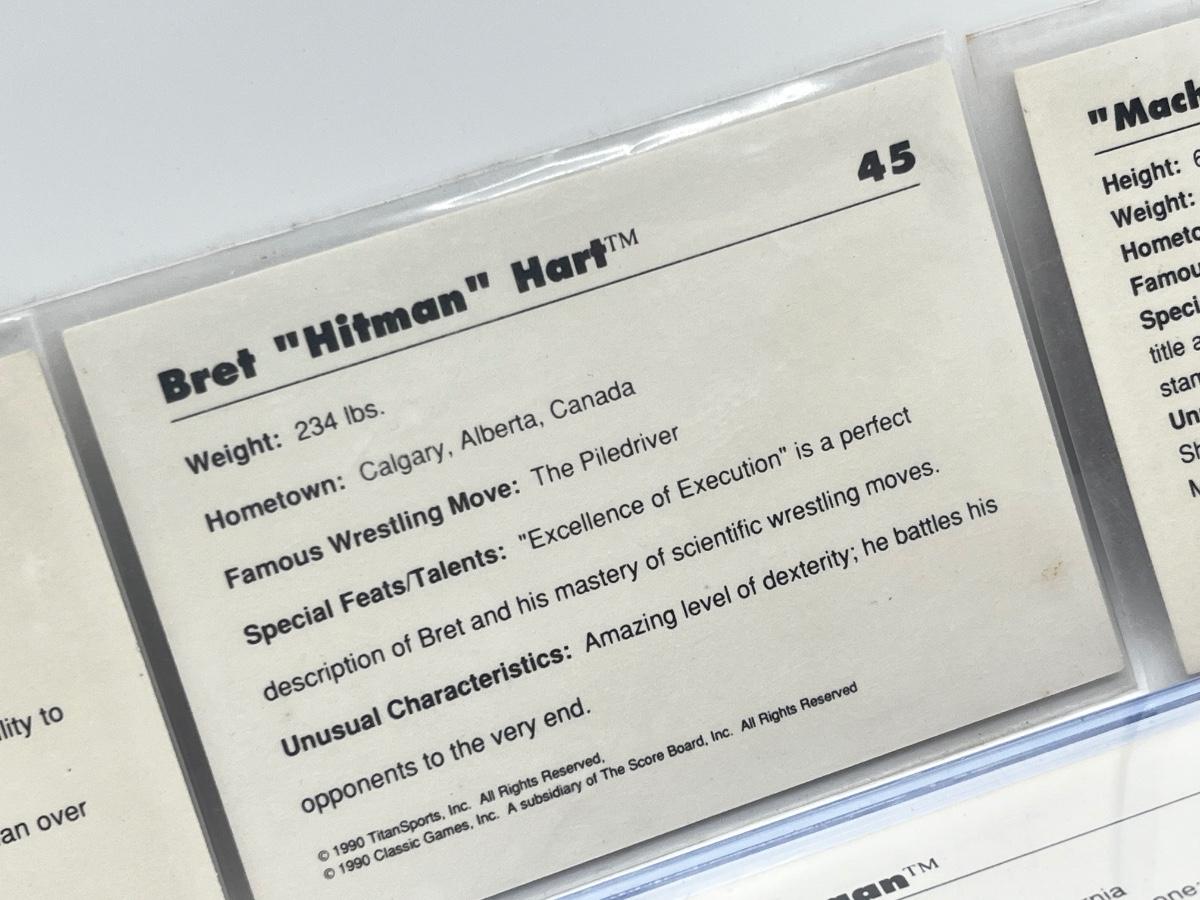 45
Bret "Hitman" Hart™
Weight: 234 lbs.
Hometown: Calgary, Alberta, Canada
Famous Wrestling Move: The Piledriver
Special Feats/Talents: "Excellence of Execution" is a perfect
description of Bret and his mastery of scientific wrestling moves.
Unusual Characteristics: Amazing level of dexterity; he battles his
opponents to the very end.
© 1990 TitanSports, Inc. All Rights Reserved,
© 1990 Classic Games, Inc. A subsidiary of The Score Board, Inc. All Rights Reserved
Height:
Weight:
title
to
over